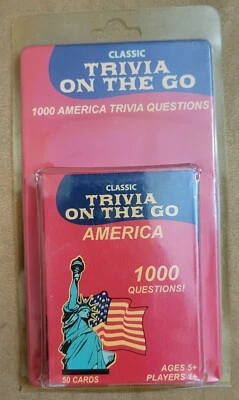 CLASSIC
TRIVIA
ON THE GO
1000 AMERICA TRIVIA QUESTIONS
CLASSIC
TRIVIA
ON THE GO
AMERICA
1000
QUESTIONS!
AGES 5+
50 CARDS PLAYERS 1+